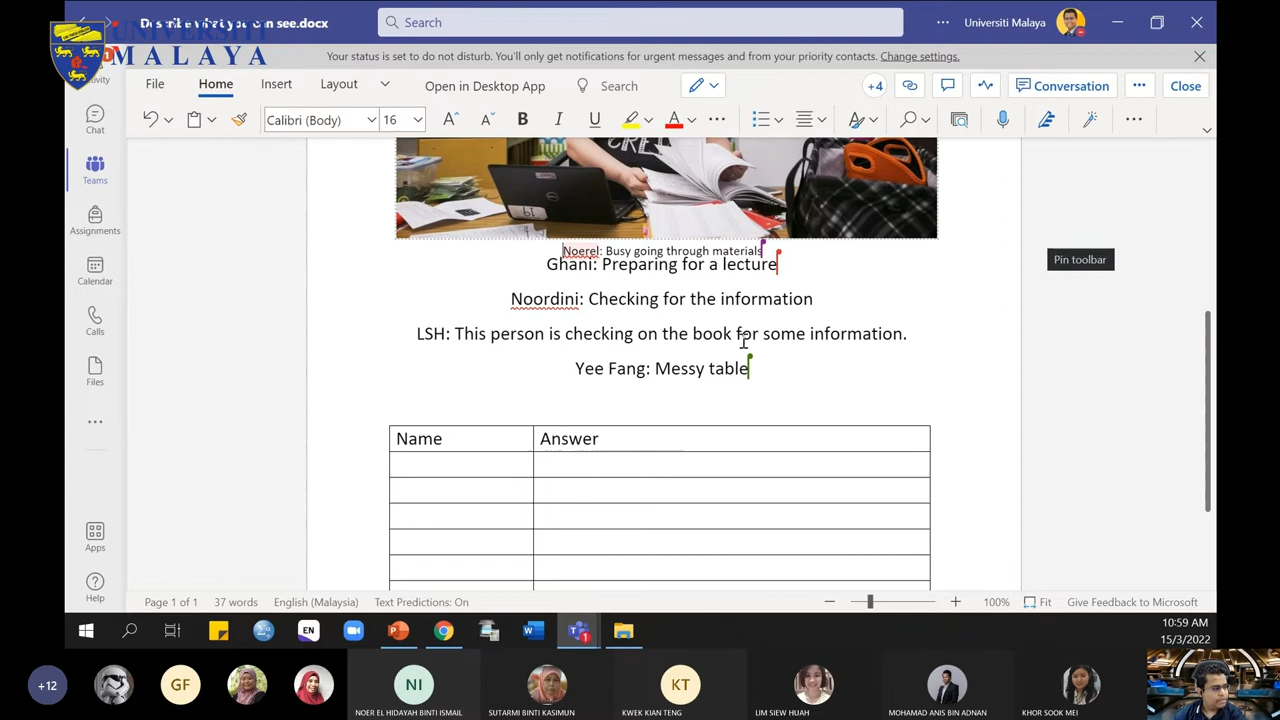 Describe what you can see.docx
Search
Universiti Malaya
UNIVERSITI
MALAYA
Your status is set to do not disturb. You'll only get notifications for urgent messages and from your priority contacts. Change settings.
File
Home
Insert
Layout
Open in Desktop App
Search
+4
Conversation
Close
Calibri (Body)
16
Chat
Teams
Assignments
Calendar
Calls
Files
Apps
Help
Pin toolbar
Noerel: Busy going through materials
Ghani: Preparing for a lecture
Noordini: Checking for the information
LSH: This person is checking on the book for some information.
Yee Fang: Messy table
Name Answer
Page 1 of 1
37 words
English (Malaysia)
Text Predictions: On
100%
Fit
Give Feedback to Microsoft
EN
10:59 AM
15/3/2022
+12
GF
NI
KT
NOER EL HIDAYAH BINTI ISMAIL
SUTARMI BINTI KASIMUN
KWEK KIAN TENG
LIM SIEW HUAH
MOHAMAD ANIS BIN ADNAN
KHOR SOOK MEI